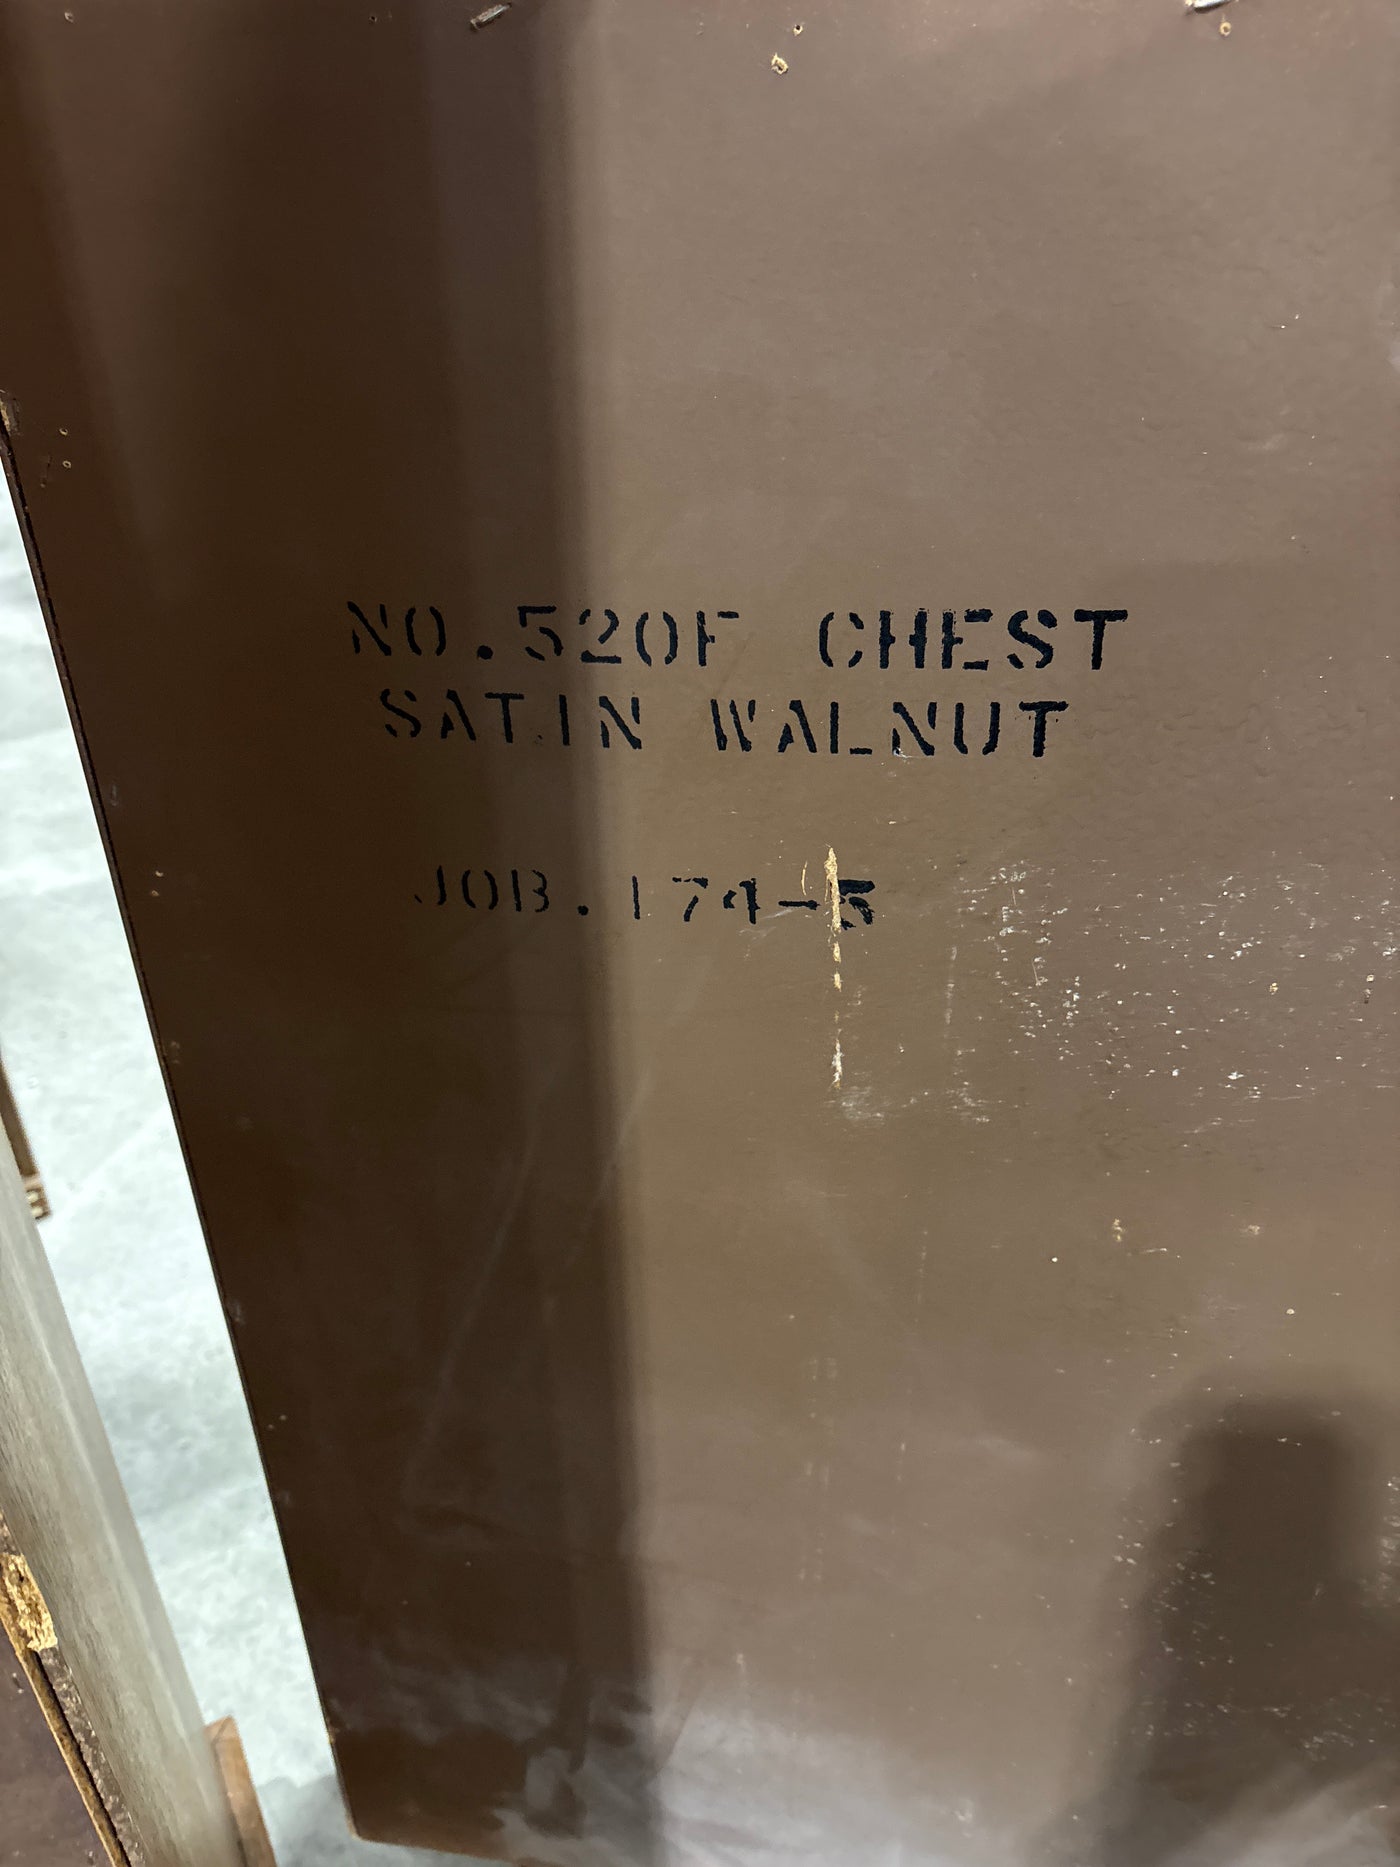 NO.520F CHEST
SATIN WALNUT
JOB.174-5